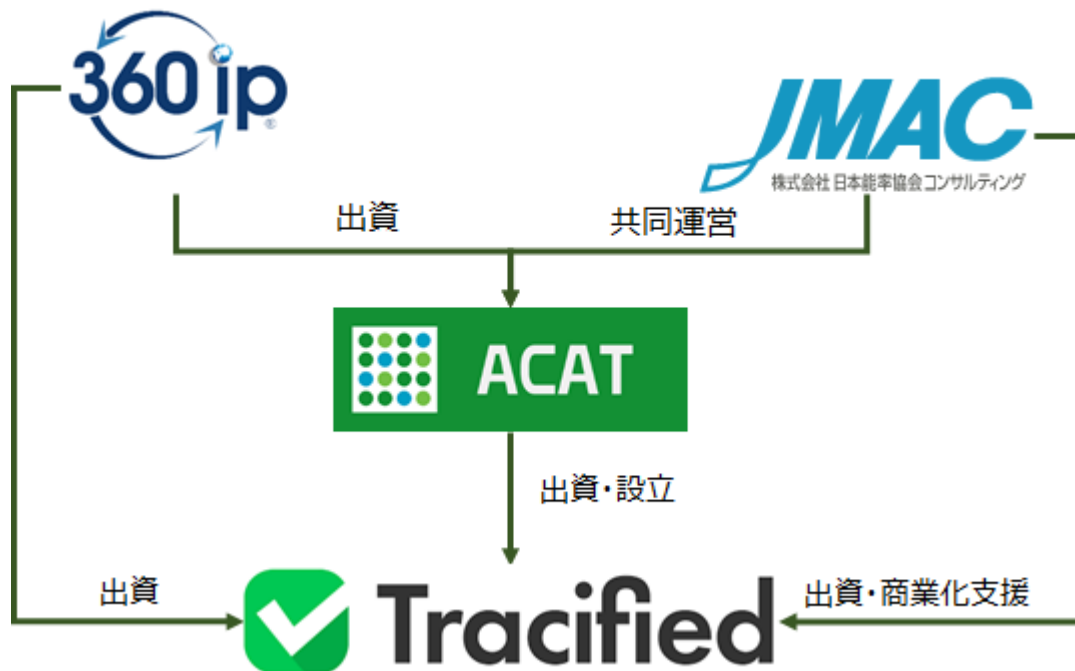 360ip®
JMAC
株式会社 日本能率協会コンサルティング
出資
共同運営
ACAT
出資・設立
出資
Tracified
出資・商業化支援